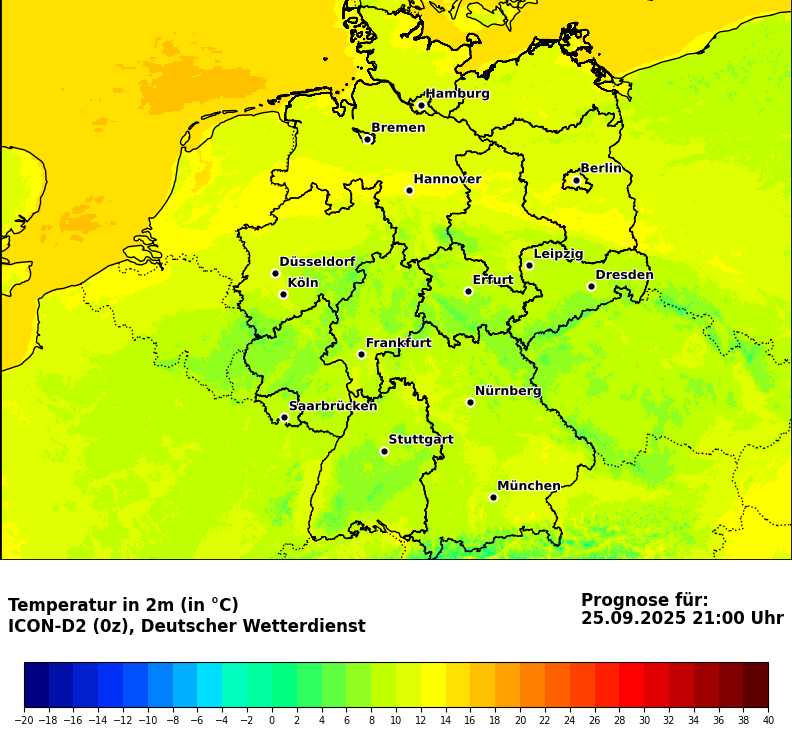 Hamburg
Bremen
Berlin
Hannover
Leipzig
Düsseldorf
Dresden
Köln
Erfurt
Frankfurt
Nürnberg
Saarbrücken
Stuttgart
München
Temperatur in 2m (in °C)
ICON-D2 (0z), Deutscher Wetterdienst
Prognose für:
25.09.2025 21:00 Uhr
−20 −18 −16 −14 −12 −10 −8 −6 −4 −2 0 2 4 6 8 10 12 14 16 18 20 22 24 26 28 30 32 34 36 38 40